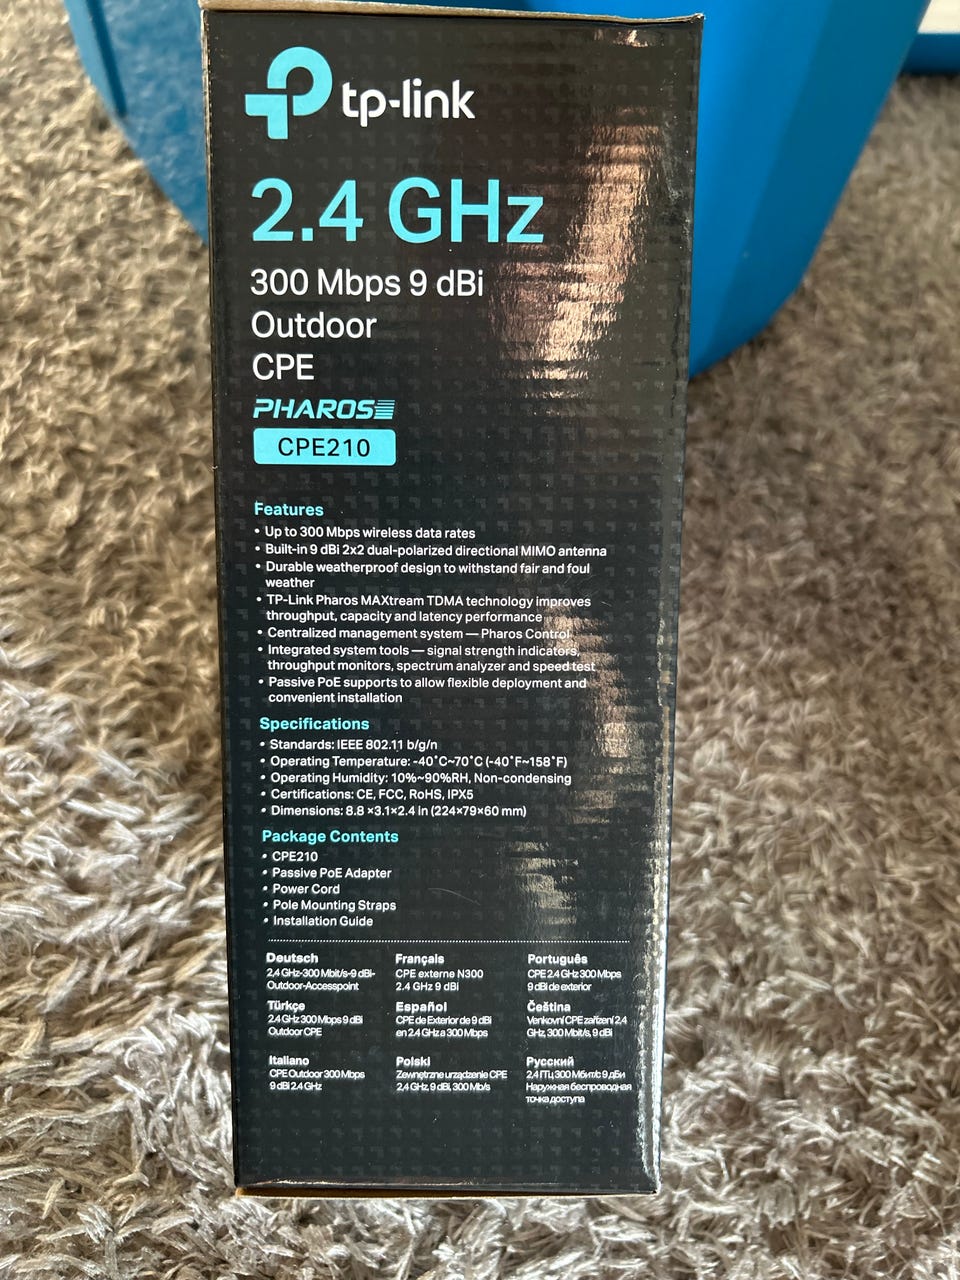 tp-link
2.4 GHz
300 Mbps 9 dBi
Outdoor
CPE
PHAROS
CPE210
Features
• Up to 300 Mbps wireless data rates
• Built-in 9 dBi 2x2 dual-polarized directional MIMO antenna
• Durable weatherproof design to withstand fair and foul
weather
• TP-Link Pharos MAXtream TDMA technology improves
throughput, capacity and latency performance
• Centralized management system — Pharos Control
• Integrated system tools — signal strength indicators,
throughput monitors, spectrum analyzer and speed test
• Passive PoE supports to allow flexible deployment and
convenient installation
Specifications
• Standards: IEEE 802.11 b/g/n
• Operating Temperature: -40˚C~70˚C (-40˚F~158˚F)
• Operating Humidity: 10%~90%RH, Non-condensing
• Certifications: CE, FCC, RoHS, IPX5
• Dimensions: 8.8 ×3.1×2.4 in (224×79×60 mm)
Package Contents
• CPE210
• Passive PoE Adapter
• Power Cord
• Pole Mounting Straps
• Installation Guide
Deutsch
2,4 GHz-300 Mbit/s-9 dBi-
Outdoor-Accesspoint
Français
CPE externe N300
2.4 GHz 9 dBi
Português
CPE 2.4 GHz 300 Mbps
9 dBi de exterior
Türkçe
2.4 GHz 300 Mbps 9 dBi
Outdoor CPE
Español
CPE de Exterior de 9 dBi
en 2.4 GHz a 300 Mbps
Čeština
Venkovní CPE zařízení 2,4
GHz, 300 Mbit/s, 9 dBi
Italiano
CPE Outdoor 300 Mbps
9 dBi 2.4 GHz
Polski
Zewnętrzne urządzenie CPE
2.4 GHz, 9 dBi, 300 Mb/s
Русский
2.4 ГГц 300 Мбит/с 9 дБи
Наружная беспроводная
точка доступа